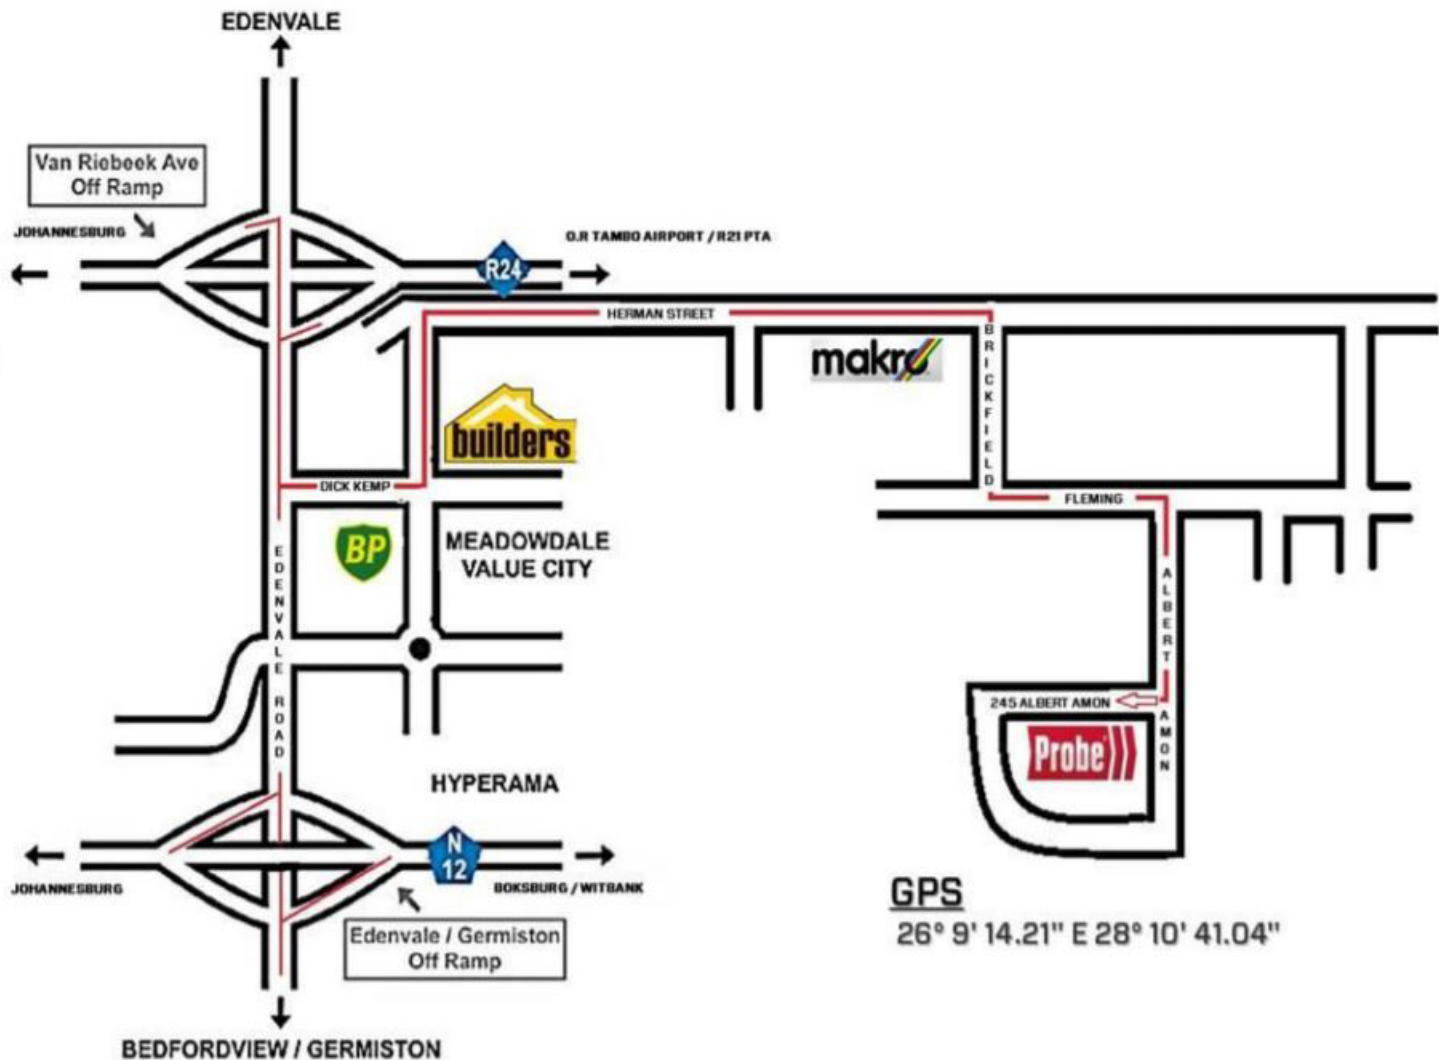 EDENVALE
Van Riebeek Ave
Off Ramp
JOHANNESBURG
O.R TAMBO AIRPORT / R21 PTA
R24
HERMAN STREET
makro
BRICKFIELD
builders
DICK KEMP
FLEMING
BP
MEADOWDALE
VALUE CITY
EDENVALE ROAD
ALBERT AMON
245 ALBERT AMON
Probe
HYPERAMA
N
12
JOHANNESBURG
BOKSBURG / WITBANK
Edenvale / Germiston
Off Ramp
GPS
26° 9' 14.21" E 28° 10' 41.04"
BEDFORDVIEW / GERMISTON